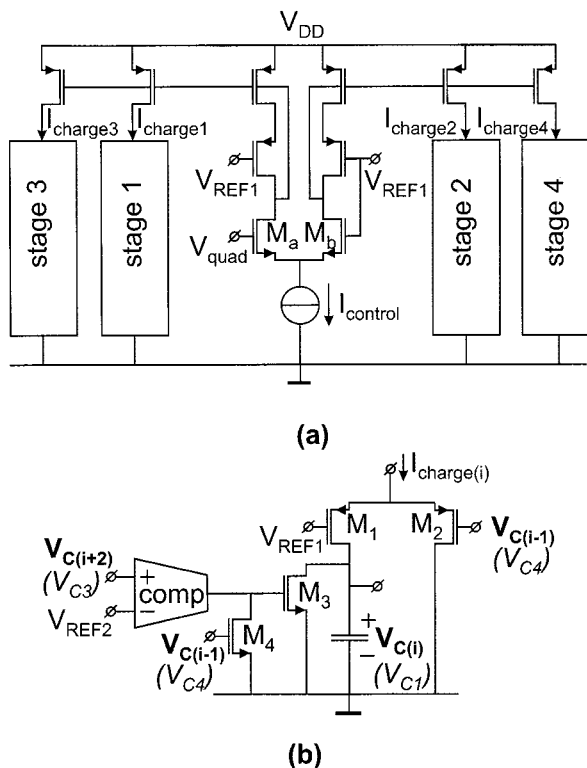 V_DD
I_charge3 I_charge1 I_charge2 I_charge4
stage 3
stage 1
stage 2
stage 4
V_REF1 V_REF1
M_a M_b
V_quad
I_control
(a)
I_charge(i)
M_1 M_2
V_REF1
V_C(i-1)
(V_C4)
V_C(i+2)
(V_C3)
+
comp
−
V_REF2
M_3
V_C(i-1)
(V_C4)
M_4
+
V_C(i)
−
(V_C1)
(b)